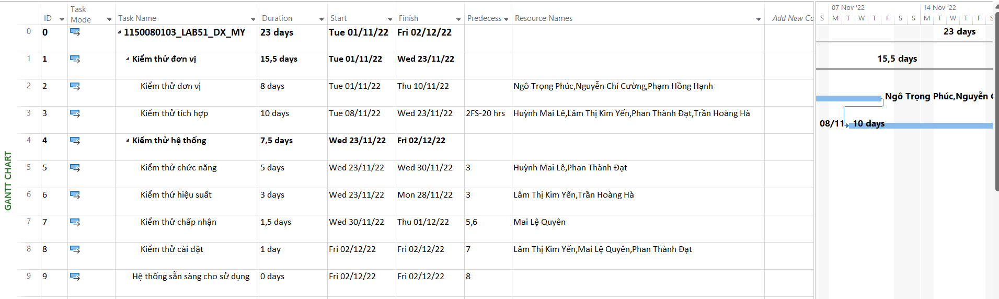 ID Task Mode Task Name Duration Start Finish Predecess Resource Names Add New Co
07 Nov '22 14 Nov '22
S M T W T F S S M T W T F S
0 0 1150080103_LAB51_DX_MY 23 days Tue 01/11/22 Fri 02/12/22 23 days
1 1 Kiểm thử đơn vị 15,5 days Tue 01/11/22 Wed 23/11/22 15,5 days
2 2 Kiểm thử đơn vị 8 days Tue 01/11/22 Thu 10/11/22 Ngô Trọng Phúc,Nguyễn Chí Cường,Phạm Hồng Hạnh Ngô Trọng Phúc,Nguyễn C
3 3 Kiểm thử tích hợp 10 days Tue 08/11/22 Wed 23/11/22 2FS-20 hrs Huỳnh Mai Lê,Lâm Thị Kim Yến,Phan Thành Đạt,Trần Hoàng Hà 08/11 10 days
4 4 Kiểm thử hệ thống 7,5 days Wed 23/11/22 Fri 02/12/22
5 5 Kiểm thử chức năng 5 days Wed 23/11/22 Wed 30/11/22 3 Huỳnh Mai Lê,Phan Thành Đạt
6 6 Kiểm thử hiệu suất 3 days Wed 23/11/22 Mon 28/11/22 3 Lâm Thị Kim Yến,Trần Hoàng Hà
7 7 Kiểm thử chấp nhận 1,5 days Wed 30/11/22 Thu 01/12/22 5,6 Mai Lệ Quyên
8 8 Kiểm thử cài đặt 1 day Fri 02/12/22 Fri 02/12/22 7 Lâm Thị Kim Yến,Mai Lệ Quyên,Phan Thành Đạt
9 9 Hệ thống sẵn sàng cho sử dụng 0 days Fri 02/12/22 Fri 02/12/22 8
GANTT CHART